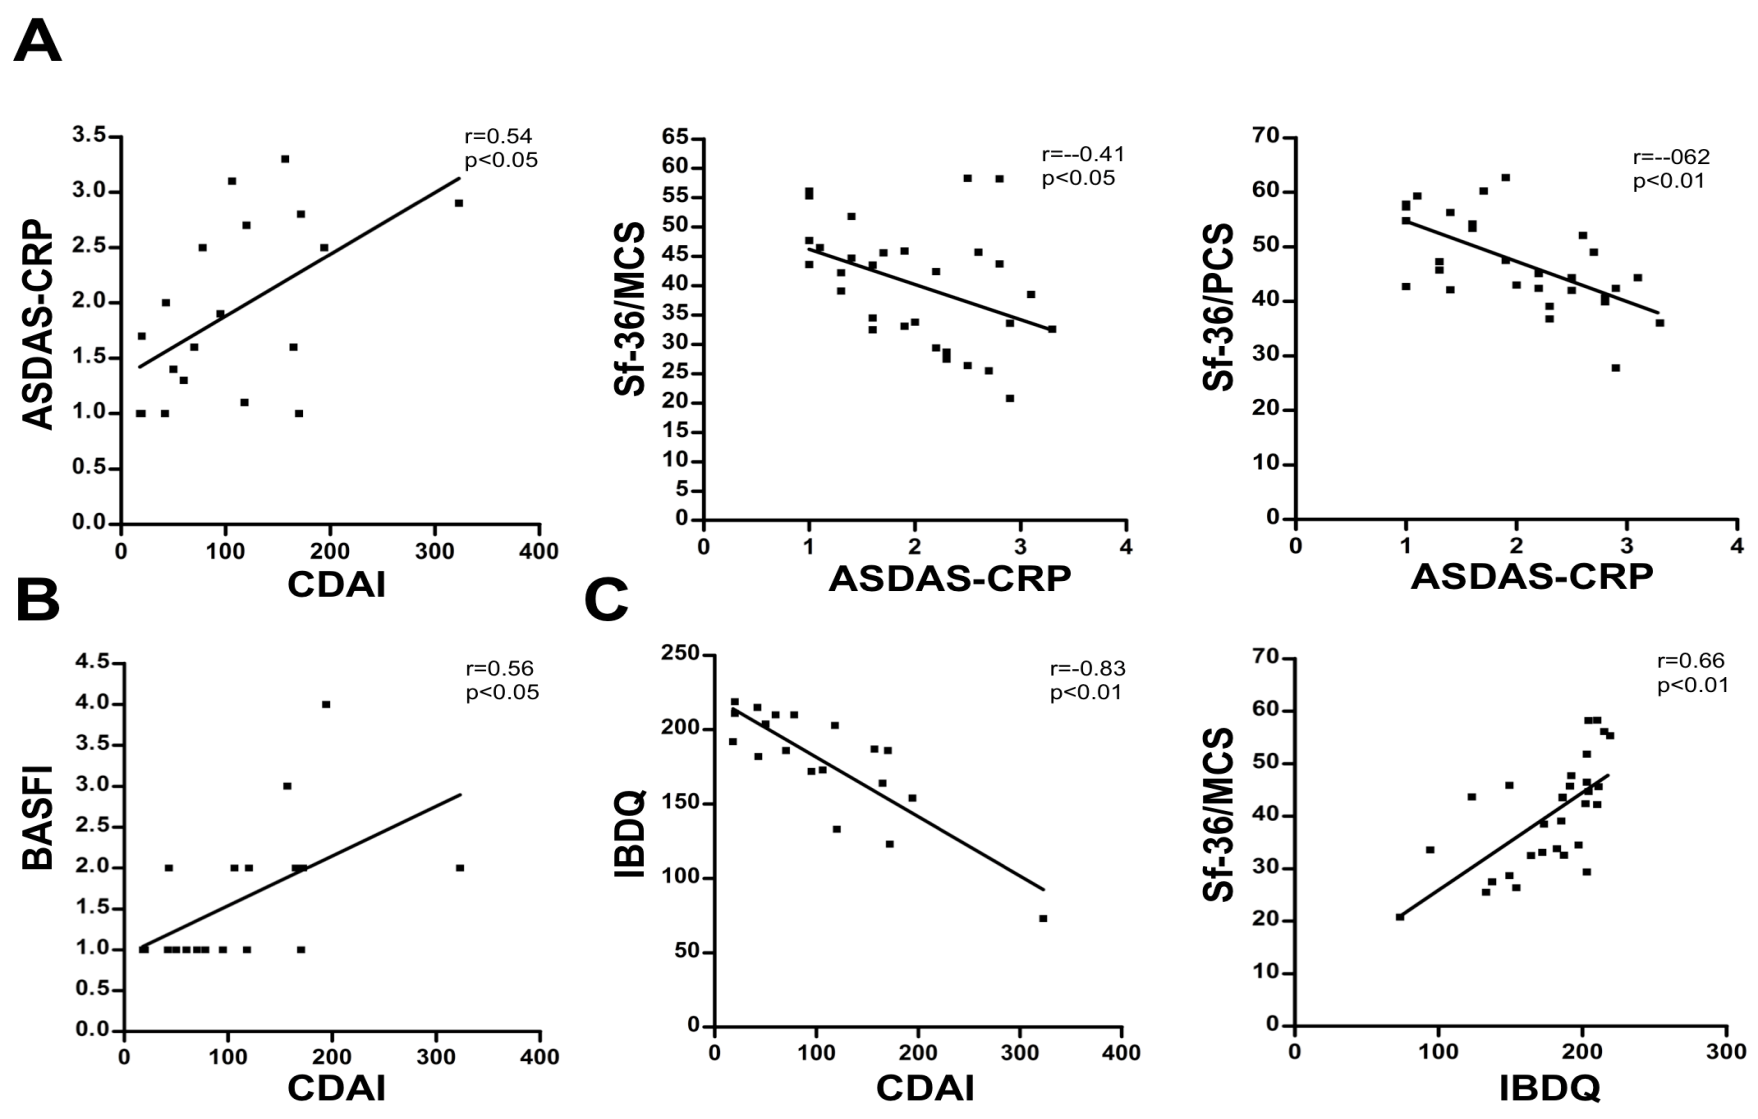 A
3.5
3.0
2.5
2.0
1.5
1.0
0.5
0.0
0 100 200 300 400
ASDAS-CRP
CDAI
r=0.54
p<0.05
65
60
55
50
45
40
35
30
25
20
15
10
5
0
0 1 2 3 4
Sf-36/MCS
ASDAS-CRP
r=--0.41
p<0.05
70
60
50
40
30
20
10
0
0 1 2 3 4
Sf-36/PCS
ASDAS-CRP
r=--062
p<0.01
B
4.5
4.0
3.5
3.0
2.5
2.0
1.5
1.0
0.5
0.0
0 100 200 300 400
BASFI
CDAI
r=0.56
p<0.05
C
250
200
150
100
50
0
0 100 200 300 400
IBDQ
CDAI
r=-0.83
p<0.01
70
60
50
40
30
20
10
0
0 100 200 300
Sf-36/MCS
IBDQ
r=0.66
p<0.01